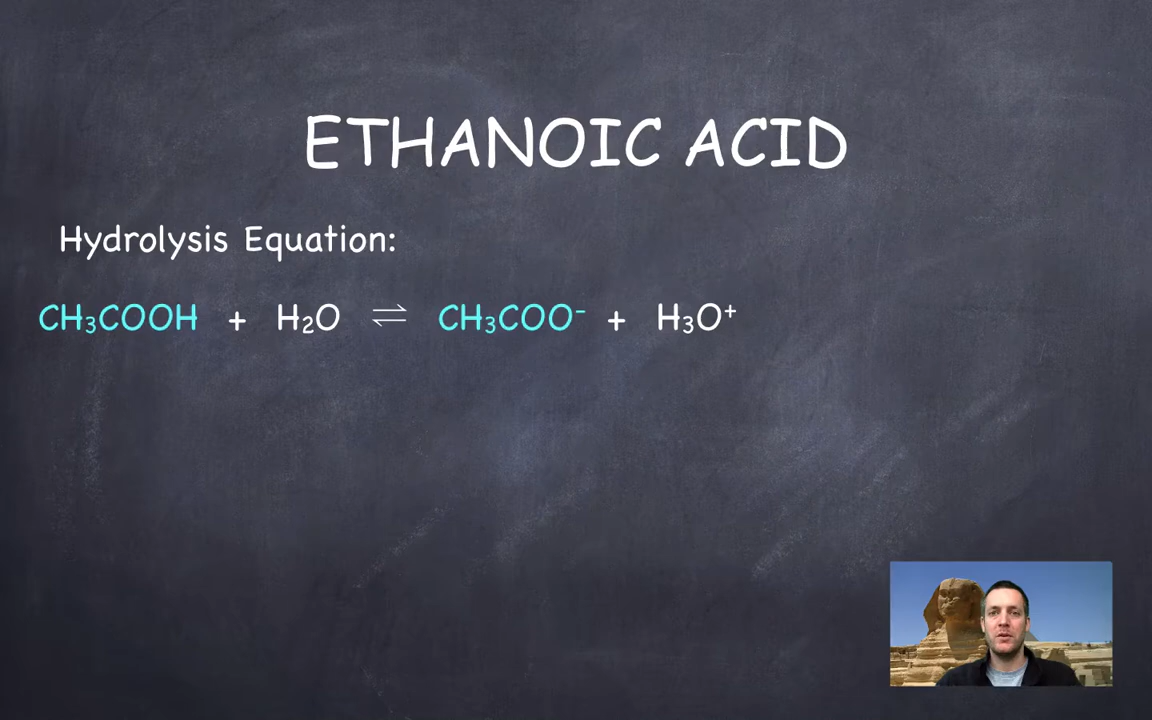 ETHANOIC ACID
Hydrolysis Equation:
CH₃COOH + H₂O ⇌ CH₃COO⁻ + H₃O⁺